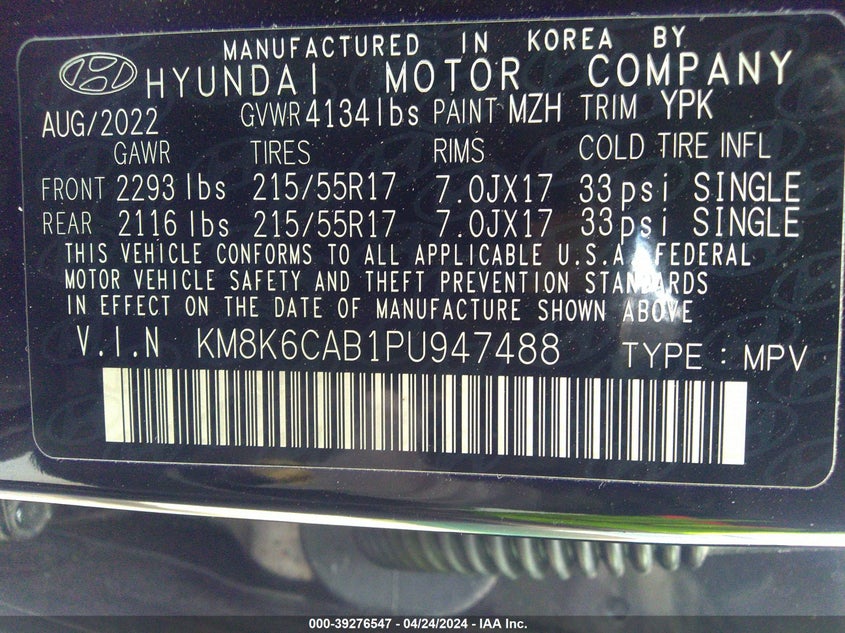 MANUFACTURED IN KOREA BY
HYUNDAI MOTOR COMPANY
AUG/2022 GVWR 4134lbs PAINT MZH TRIM YPK
GAWR TIRES RIMS COLD TIRE INFL
FRONT 2293 lbs 215/55R17 7.0JX17 33psi SINGLE
REAR 2116 lbs 215/55R17 7.0JX17 33psi SINGLE
THIS VEHICLE CONFORMS TO ALL APPLICABLE U.S.A FEDERAL
MOTOR VEHICLE SAFETY AND THEFT PREVENTION STANDARDS
IN EFFECT ON THE DATE OF MANUFACTURE SHOWN ABOVE
V.I.N KM8K6CAB1PU947488 TYPE : MPV
000-39276547 - 04/24/2024 - IAA Inc.